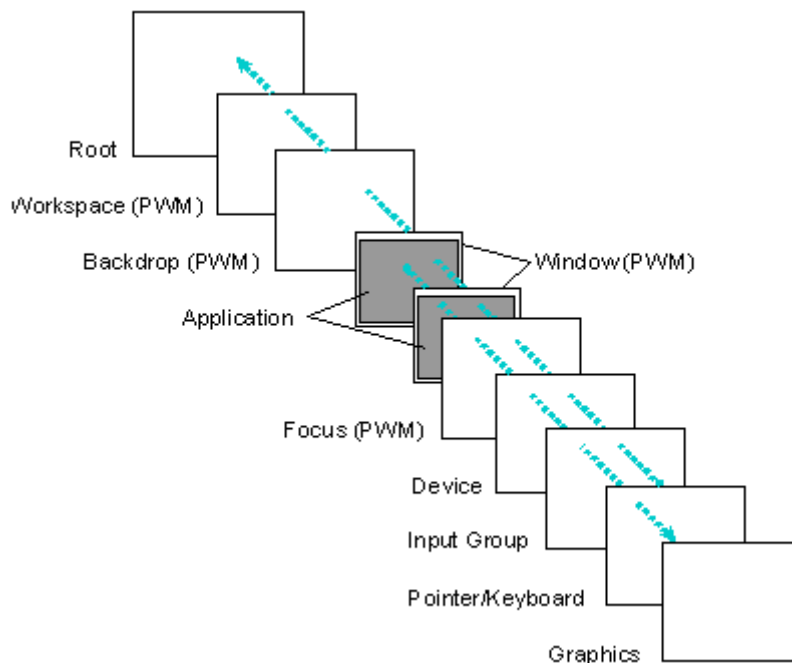 Root
Workspace (PWM)
Backdrop (PWM)
Window (PWM)
Application
Focus (PWM)
Device
Input Group
Pointer/Keyboard
Graphics